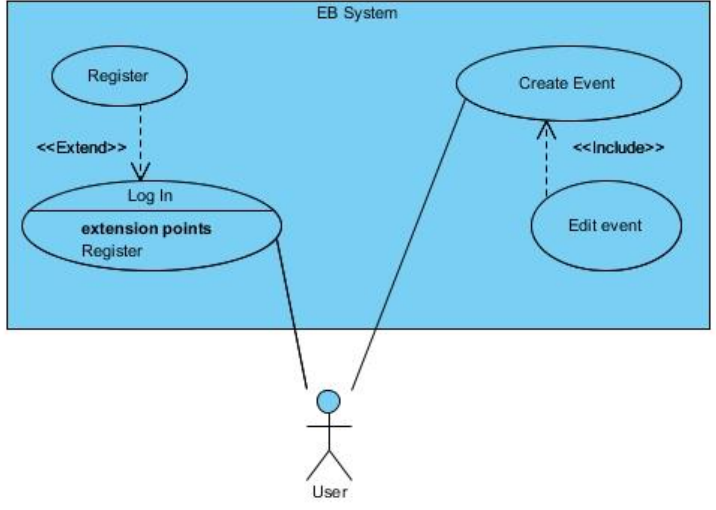 EB System
Register
Create Event
<<Extend>>
<<Include>>
Log In
extension points
Register
Edit event
User